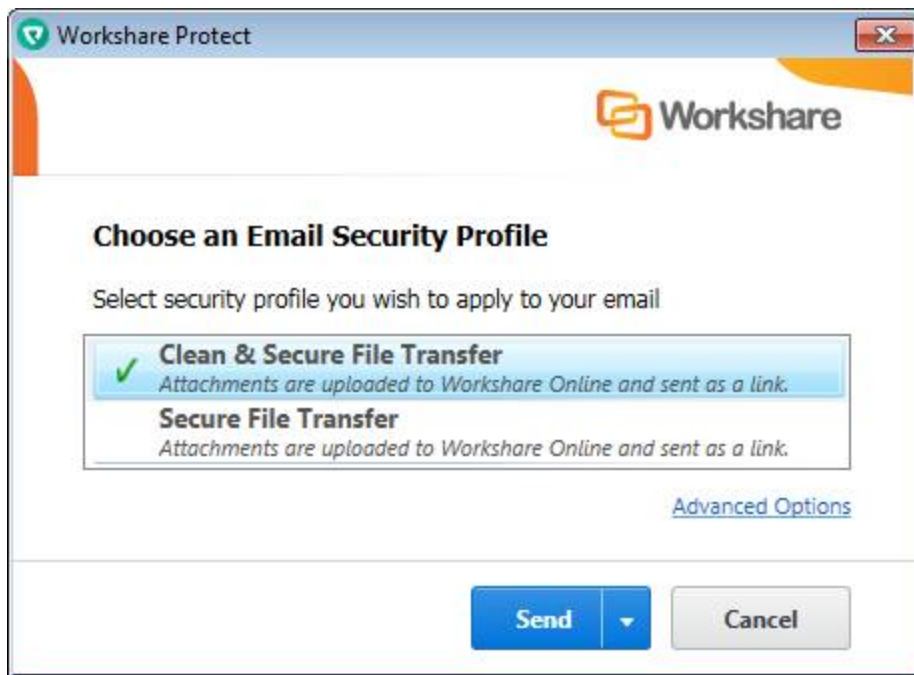 Workshare Protect
Workshare
Choose an Email Security Profile
Select security profile you wish to apply to your email
Clean & Secure File Transfer
Attachments are uploaded to Workshare Online and sent as a link.
Secure File Transfer
Attachments are uploaded to Workshare Online and sent as a link.
Advanced Options
Send
Cancel